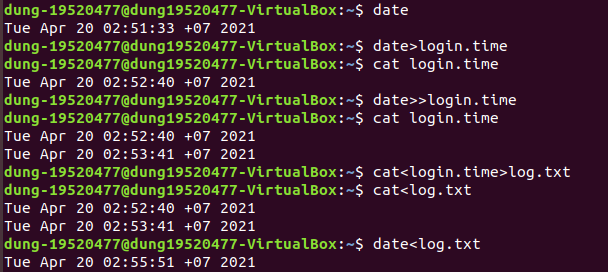 dung-19520477@dung19520477-VirtualBox:~$ date
Tue Apr 20 02:51:33 +07 2021
dung-19520477@dung19520477-VirtualBox:~$ date>login.time
dung-19520477@dung19520477-VirtualBox:~$ cat login.time
Tue Apr 20 02:52:40 +07 2021
dung-19520477@dung19520477-VirtualBox:~$ date>>login.time
dung-19520477@dung19520477-VirtualBox:~$ cat login.time
Tue Apr 20 02:52:40 +07 2021
Tue Apr 20 02:53:41 +07 2021
dung-19520477@dung19520477-VirtualBox:~$ cat<login.time>log.txt
dung-19520477@dung19520477-VirtualBox:~$ cat<log.txt
Tue Apr 20 02:52:40 +07 2021
Tue Apr 20 02:53:41 +07 2021
dung-19520477@dung19520477-VirtualBox:~$ date<log.txt
Tue Apr 20 02:55:51 +07 2021